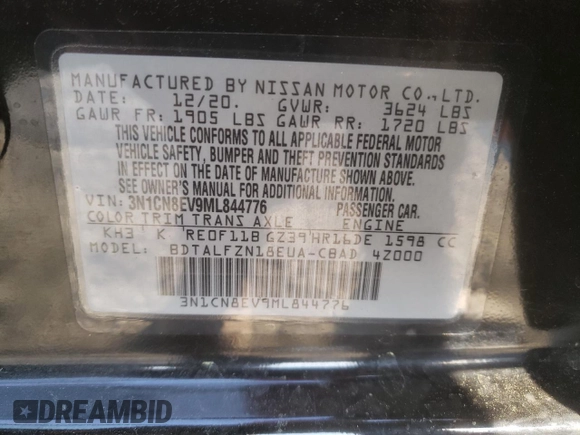 MANUFACTURED BY NISSAN MOTOR CO.,LTD.
DATE: 12/20. GVWR: 3624 LBS
GAWR FR: 1905 LBS GAWR RR: 1720 LBS
THIS VEHICLE CONFORMS TO ALL APPLICABLE FEDERAL MOTOR
VEHICLE SAFETY, BUMPER AND THEFT PREVENTION STANDARDS
IN EFFECT ON THE DATE OF MANUFACTURE SHOWN ABOVE.
SEE OWNER'S MANUAL FOR ADDITIONAL INFORMATION.
VIN: 3N1CN8EV9ML844776 PASSENGER CAR.
COLOR TRIM TRANS AXLE ENGINE
KH3 K RE0F11B GZ39 HR16DE 1598 CC
MODEL: BDTALFZN18EUA-CBAD 4Z000
3N1CN8EV9ML844776
DREAMBID